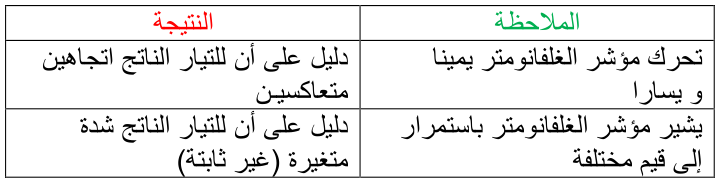 الملاحظة
النتيجة
تحرك مؤشر الغلفانومتر يمينا
و يسارا
دليل على أن للتيار الناتج اتجاهين
متعاكسين
يشير مؤشر الغلفانومتر باستمرار
إلى قيم مختلفة
دليل على أن للتيار الناتج شدة
متغيرة (غير ثابتة)